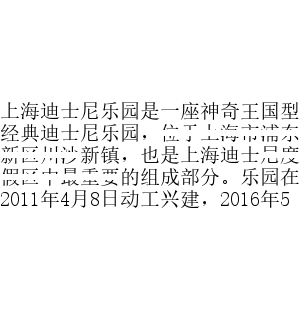 上海迪士尼乐园是一座神奇王国型
经典迪士尼乐园，位于上海市浦东
新区川沙新镇，也是上海迪士尼度
假区中最重要的组成部分。乐园在
2011年4月8日动工兴建，2016年5